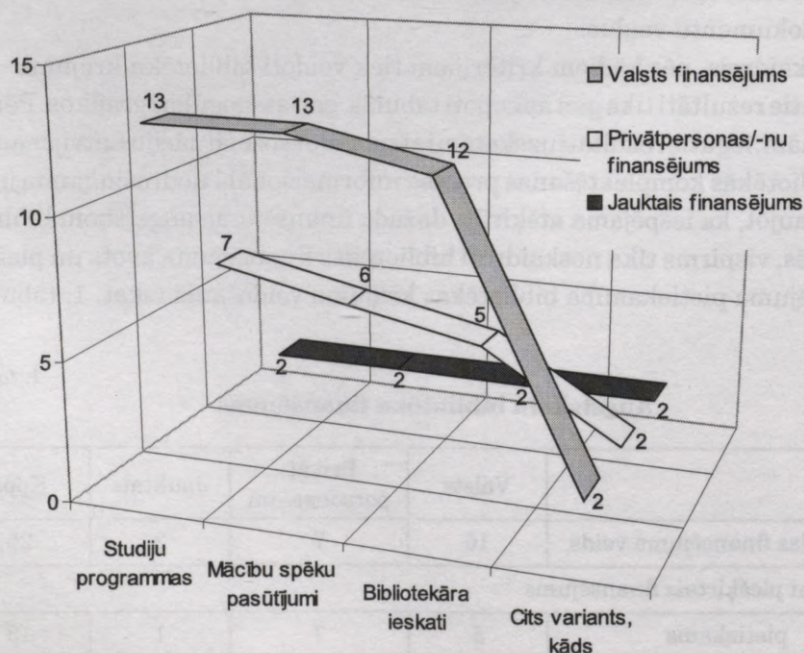 15
10
5
0
13
13
12
2
7
6
5
2
2
2
2
2
Studiju
programmas
Mācību spēku
pasūtījumi
Bibliotekāra
ieskati
Cits variants,
kāds
Valsts finansējums
Privātpersonas/-nu
finansējums
Jauktais finansējums